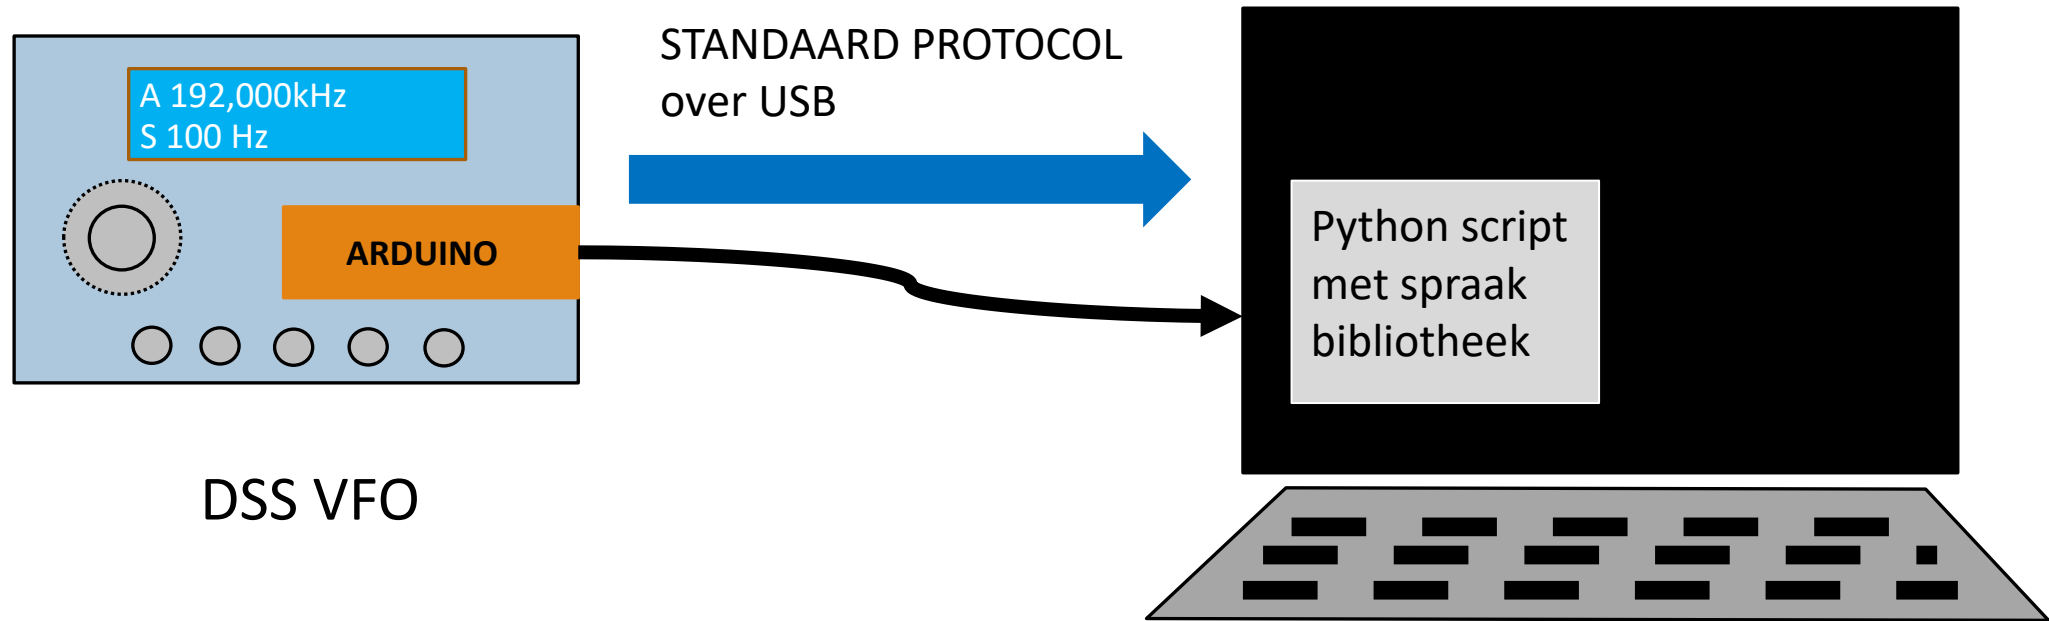 A 192,000kHz
S 100 Hz
ARDUINO
DSS VFO
STANDAARD PROTOCOL
over USB
Python script
met spraak
bibliotheek